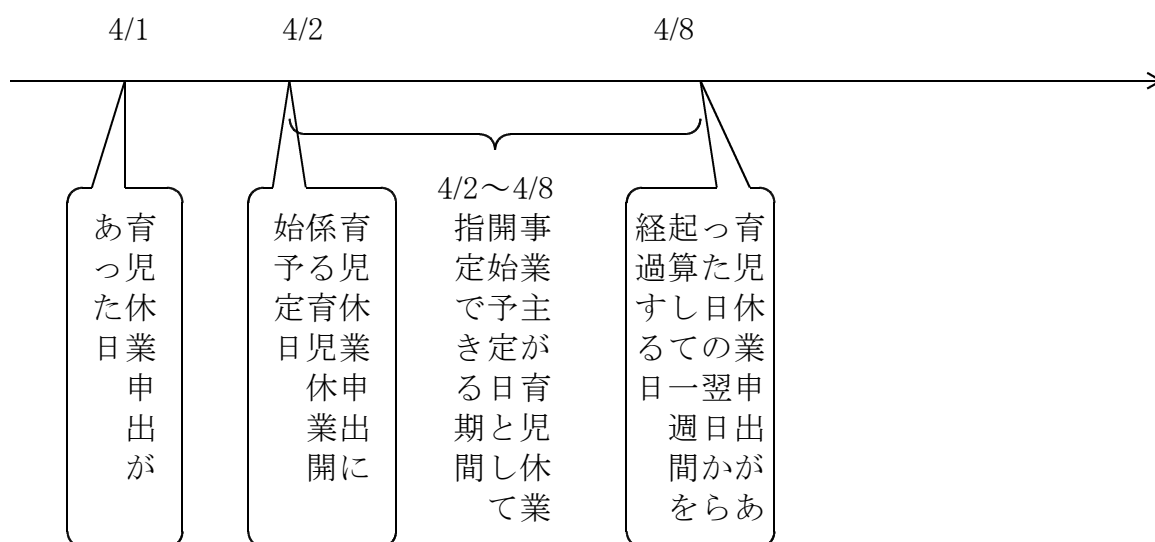 4/1
4/2
4/8
育児休業申出が
あった日
育児休業申出に
係る育児休業開
始予定日
4/2～4/8
事業主が育児休業
開始予定日として
指定できる期間
育児休業申出があ
った日の翌日から
起算して一週間を
経過する日